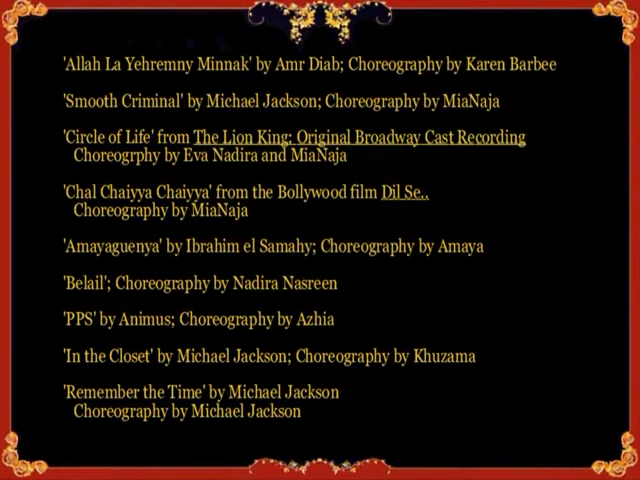 'Allah La Yehremny Minnak' by Amr Diab; Choreography by Karen Barbee
'Smooth Criminal' by Michael Jackson; Choreography by MiaNaja
'Circle of Life' from The Lion King: Original Broadway Cast Recording
Choreogrphy by Eva Nadira and MiaNaja
'Chal Chaiyya Chaiyya' from the Bollywood film Dil Se..
Choreography by MiaNaja
'Amayaguenya' by Ibrahim el Samahy; Choreography by Amaya
'Belail'; Choreography by Nadira Nasreen
'PPS' by Animus; Choreography by Azhia
'In the Closet' by Michael Jackson; Choreography by Khuzama
'Remember the Time' by Michael Jackson
Choreography by Michael Jackson